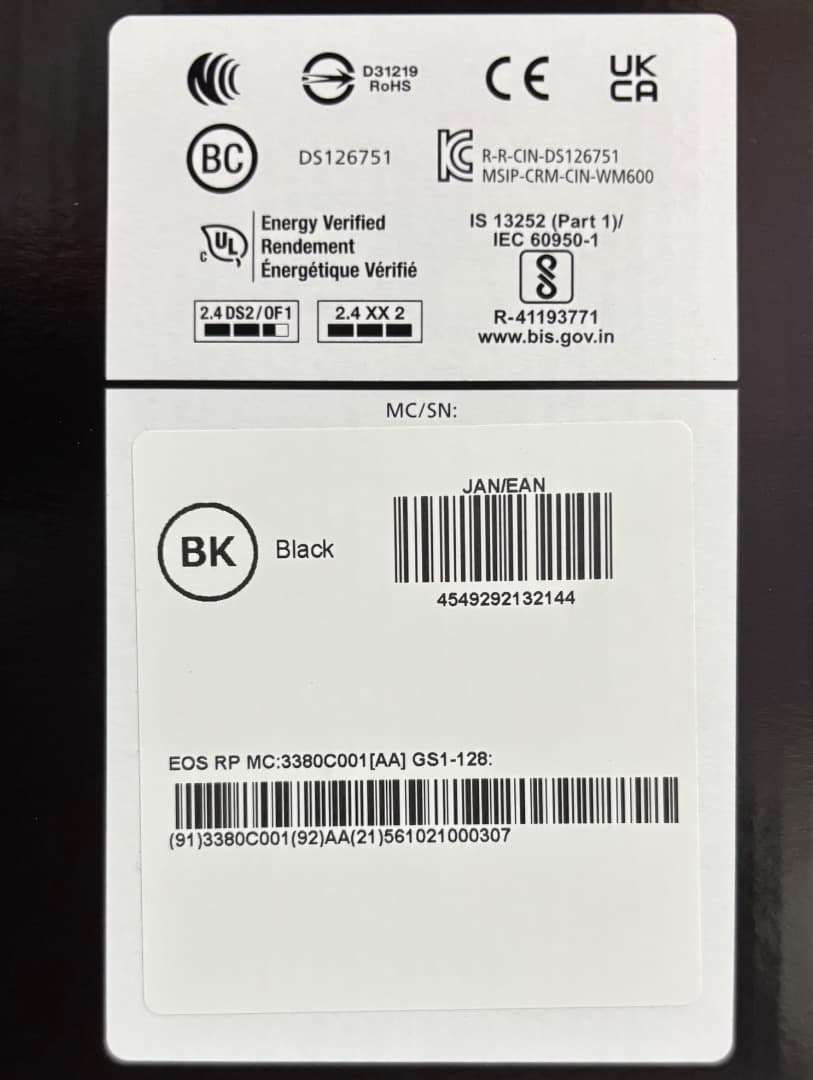 D31219
RoHS
CE
UK
CA
BC
DS126751
R-R-CIN-DS126751
MSIP-CRM-CIN-WM600
c UL
Energy Verified
Rendement
Énergétique Vérifié
IS 13252 (Part 1)/
IEC 60950-1
R-41193771
www.bis.gov.in
2.4 DS2/0F1
2.4 XX 2
MC/SN:
BK
Black
JAN/EAN
4549292132144
EOS RP MC:3380C001[AA] GS1-128:
(91)3380C001(92)AA(21)561021000307